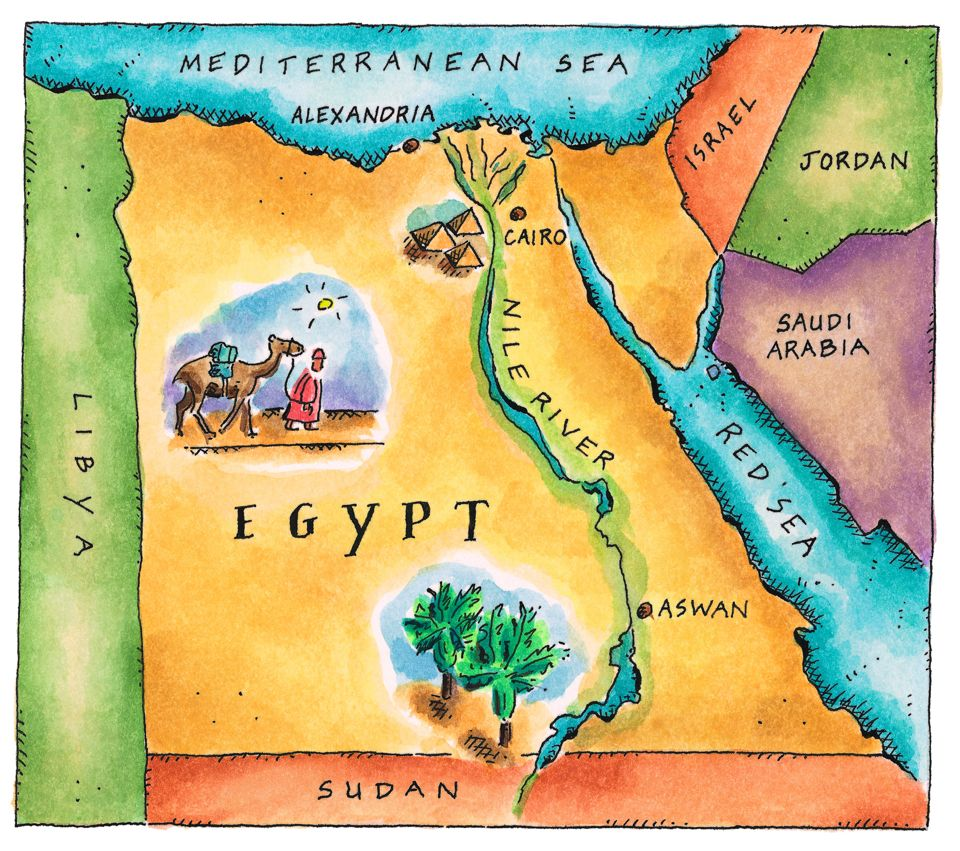 MEDITERRANEAN SEA
ALEXANDRIA
ISRAEL
JORDAN
CAIRO
NILE RIVER
SAUDI
ARABIA
LIBYA
RED SEA
EGYPT
ASWAN
SUDAN